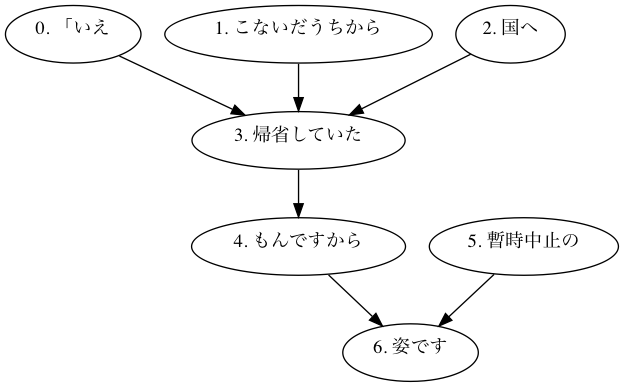 0. 「いえ
1. こないだうちから
2. 国へ
3. 帰省していた
4. もんですから
5. 暫時中止の
6. 姿です